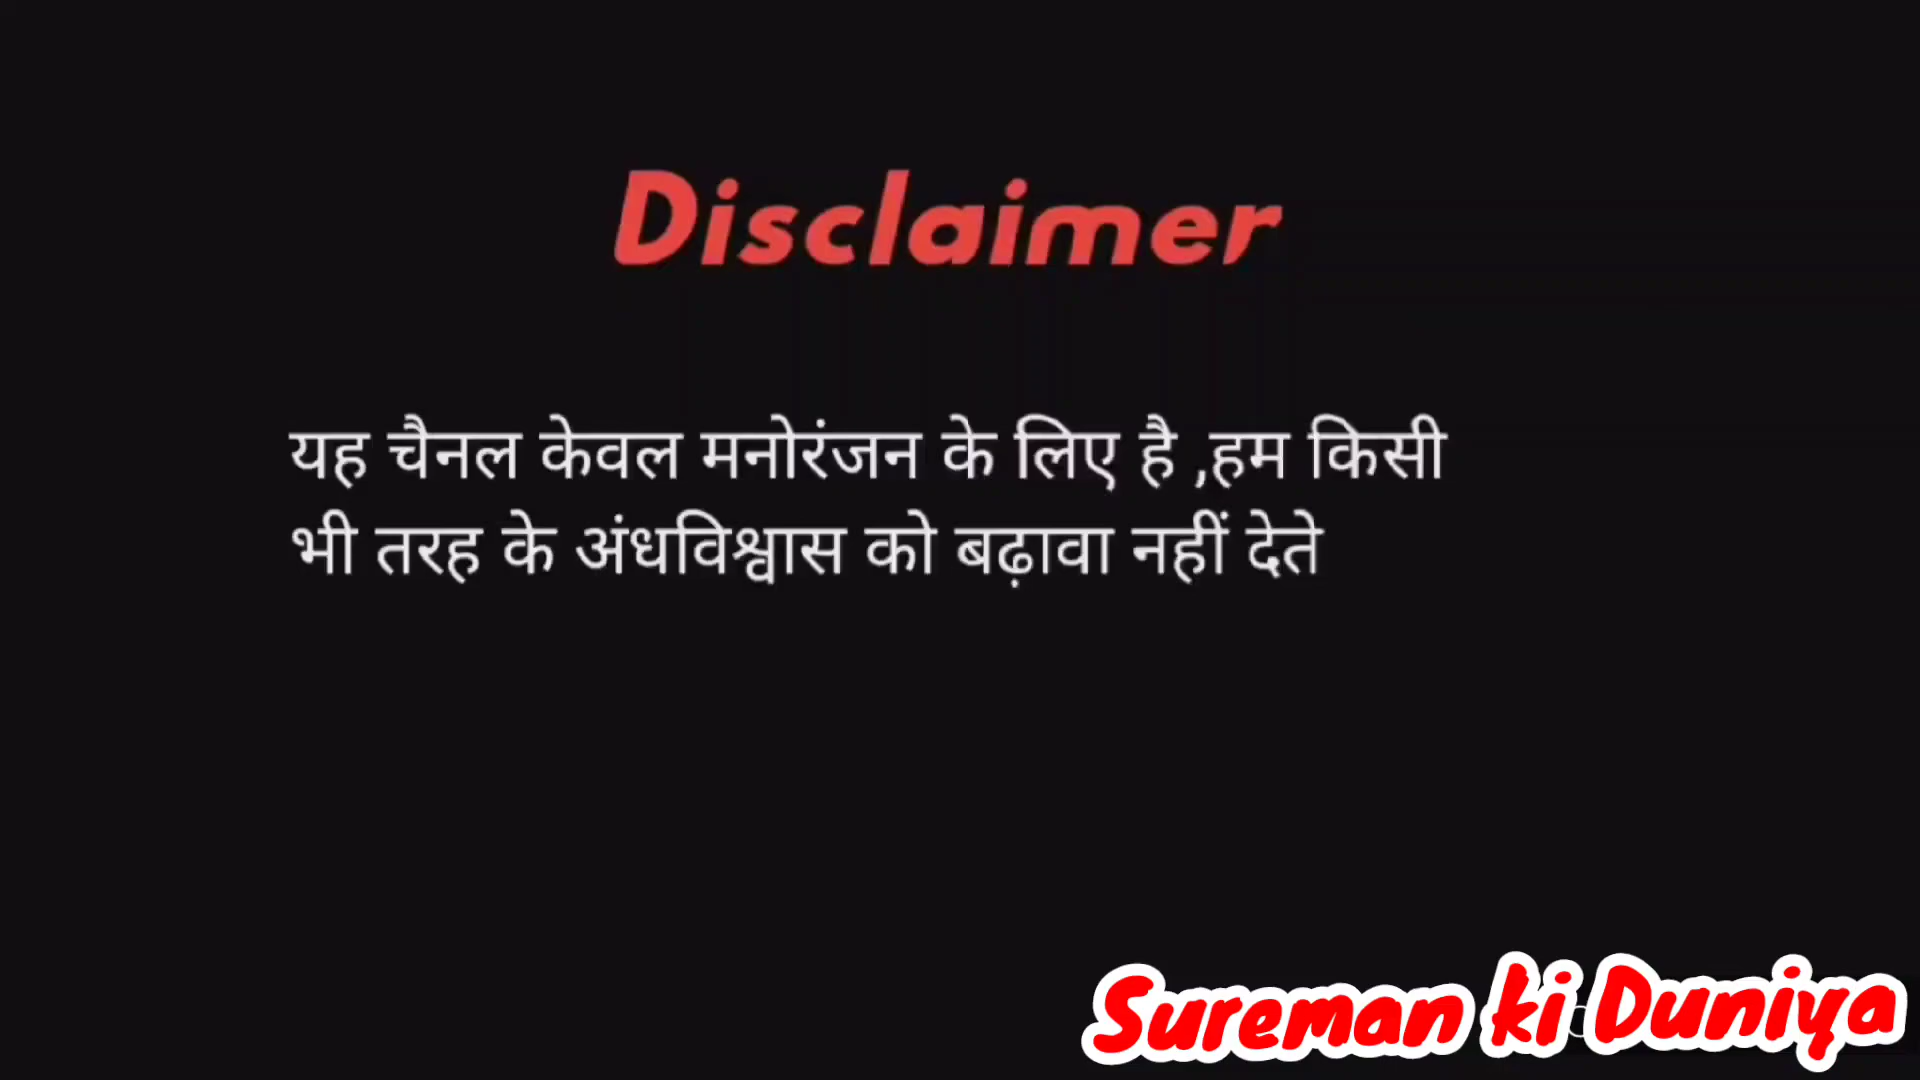 Disclaimer
यह चैनल केवल मनोरंजन के लिए है ,हम किसी
भी तरह के अंधविश्वास को बढ़ावा नहीं देते
Sureman ki Duniya